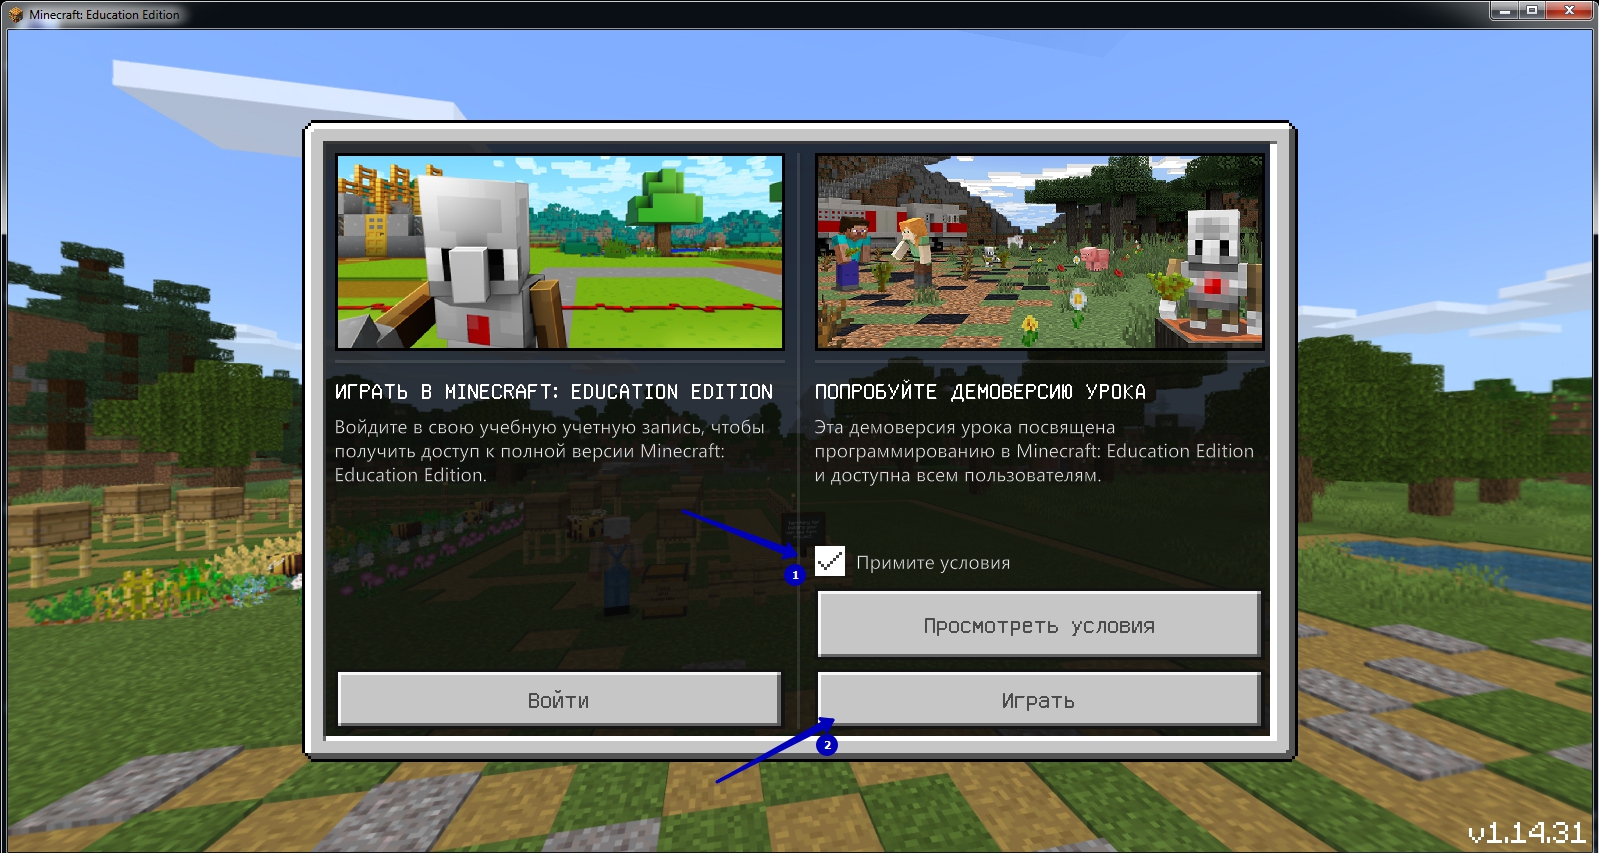 Minecraft: Education Edition
ИГРАТЬ В MINECRAFT: EDUCATION EDITION
Войдите в свою учебную учетную запись, чтобы
получить доступ к полной версии Minecraft:
Education Edition.
Войти
ПОПРОБУЙТЕ ДЕМОВЕРСИЮ УРОКА
Эта демоверсия урока посвящена
программированию в Minecraft: Education Edition
и доступна всем пользователям.
1
Примите условия
Просмотреть условия
Играть
2
v1.14.31